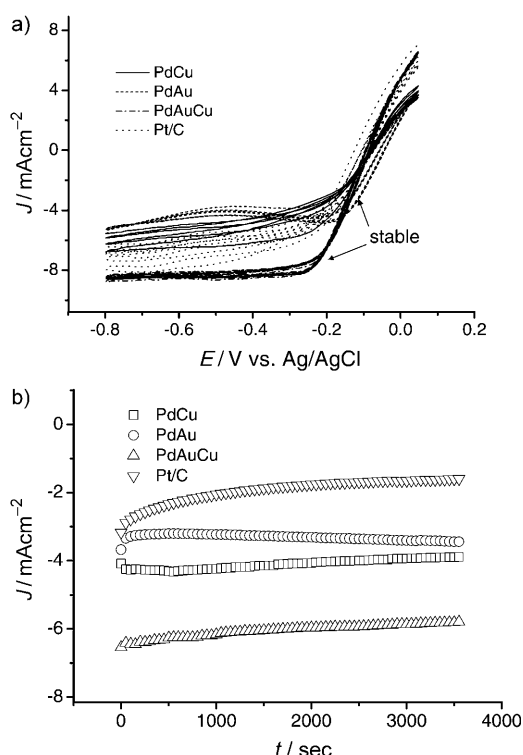 a)
8
4
0
-4
-8
J / mAcm⁻²
PdCu
PdAu
PdAuCu
Pt/C
stable
-0.8 -0.6 -0.4 -0.2 0.0 0.2
E / V vs. Ag/AgCl
b)
0
-2
-4
-6
-8
J / mAcm⁻²
PdCu
PdAu
PdAuCu
Pt/C
0 1000 2000 3000 4000
t / sec